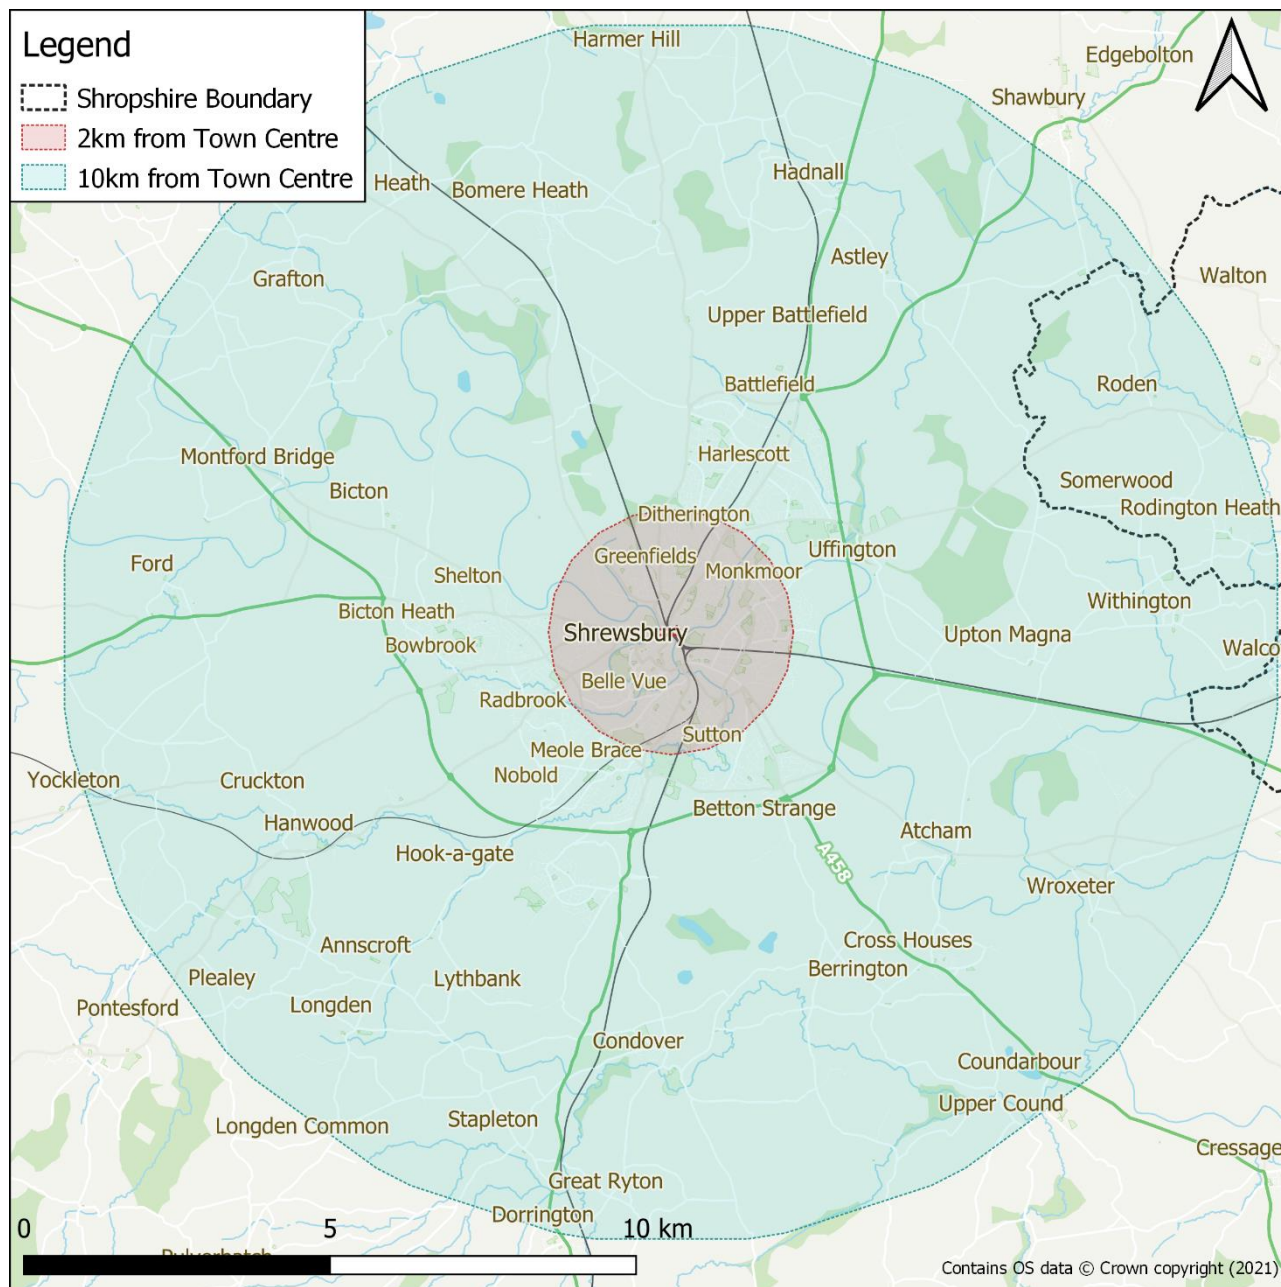 Legend
Shropshire Boundary
2km from Town Centre
10km from Town Centre
Harmer Hill
Edgebolton
Shawbury
Heath
Bomere Heath
Hadnall
Astley
Walton
Grafton
Upper Battlefield
Battlefield
Roden
Montford Bridge
Harlescott
Bicton
Somerwood
Rodington Heath
Ditherington
Ford
Shelton
Greenfields
Monkmoor
Uffington
Bicton Heath
Withington
Shrewsbury
Upton Magna
Bowbrook
Walco
Belle Vue
Radbrook
Sutton
Meole Brace
Nobold
Yockleton
Cruckton
Betton Strange
Hanwood
Atcham
Hook-a-gate
A458
Wroxeter
Annscroft
Cross Houses
Berrington
Plealey
Lythbank
Longden
Pontesford
Condover
Coundarbour
Upper Cound
Longden Common
Stapleton
Cressage
Great Ryton
Dorrington
0 5 10 km
Contains OS data © Crown copyright (2021)